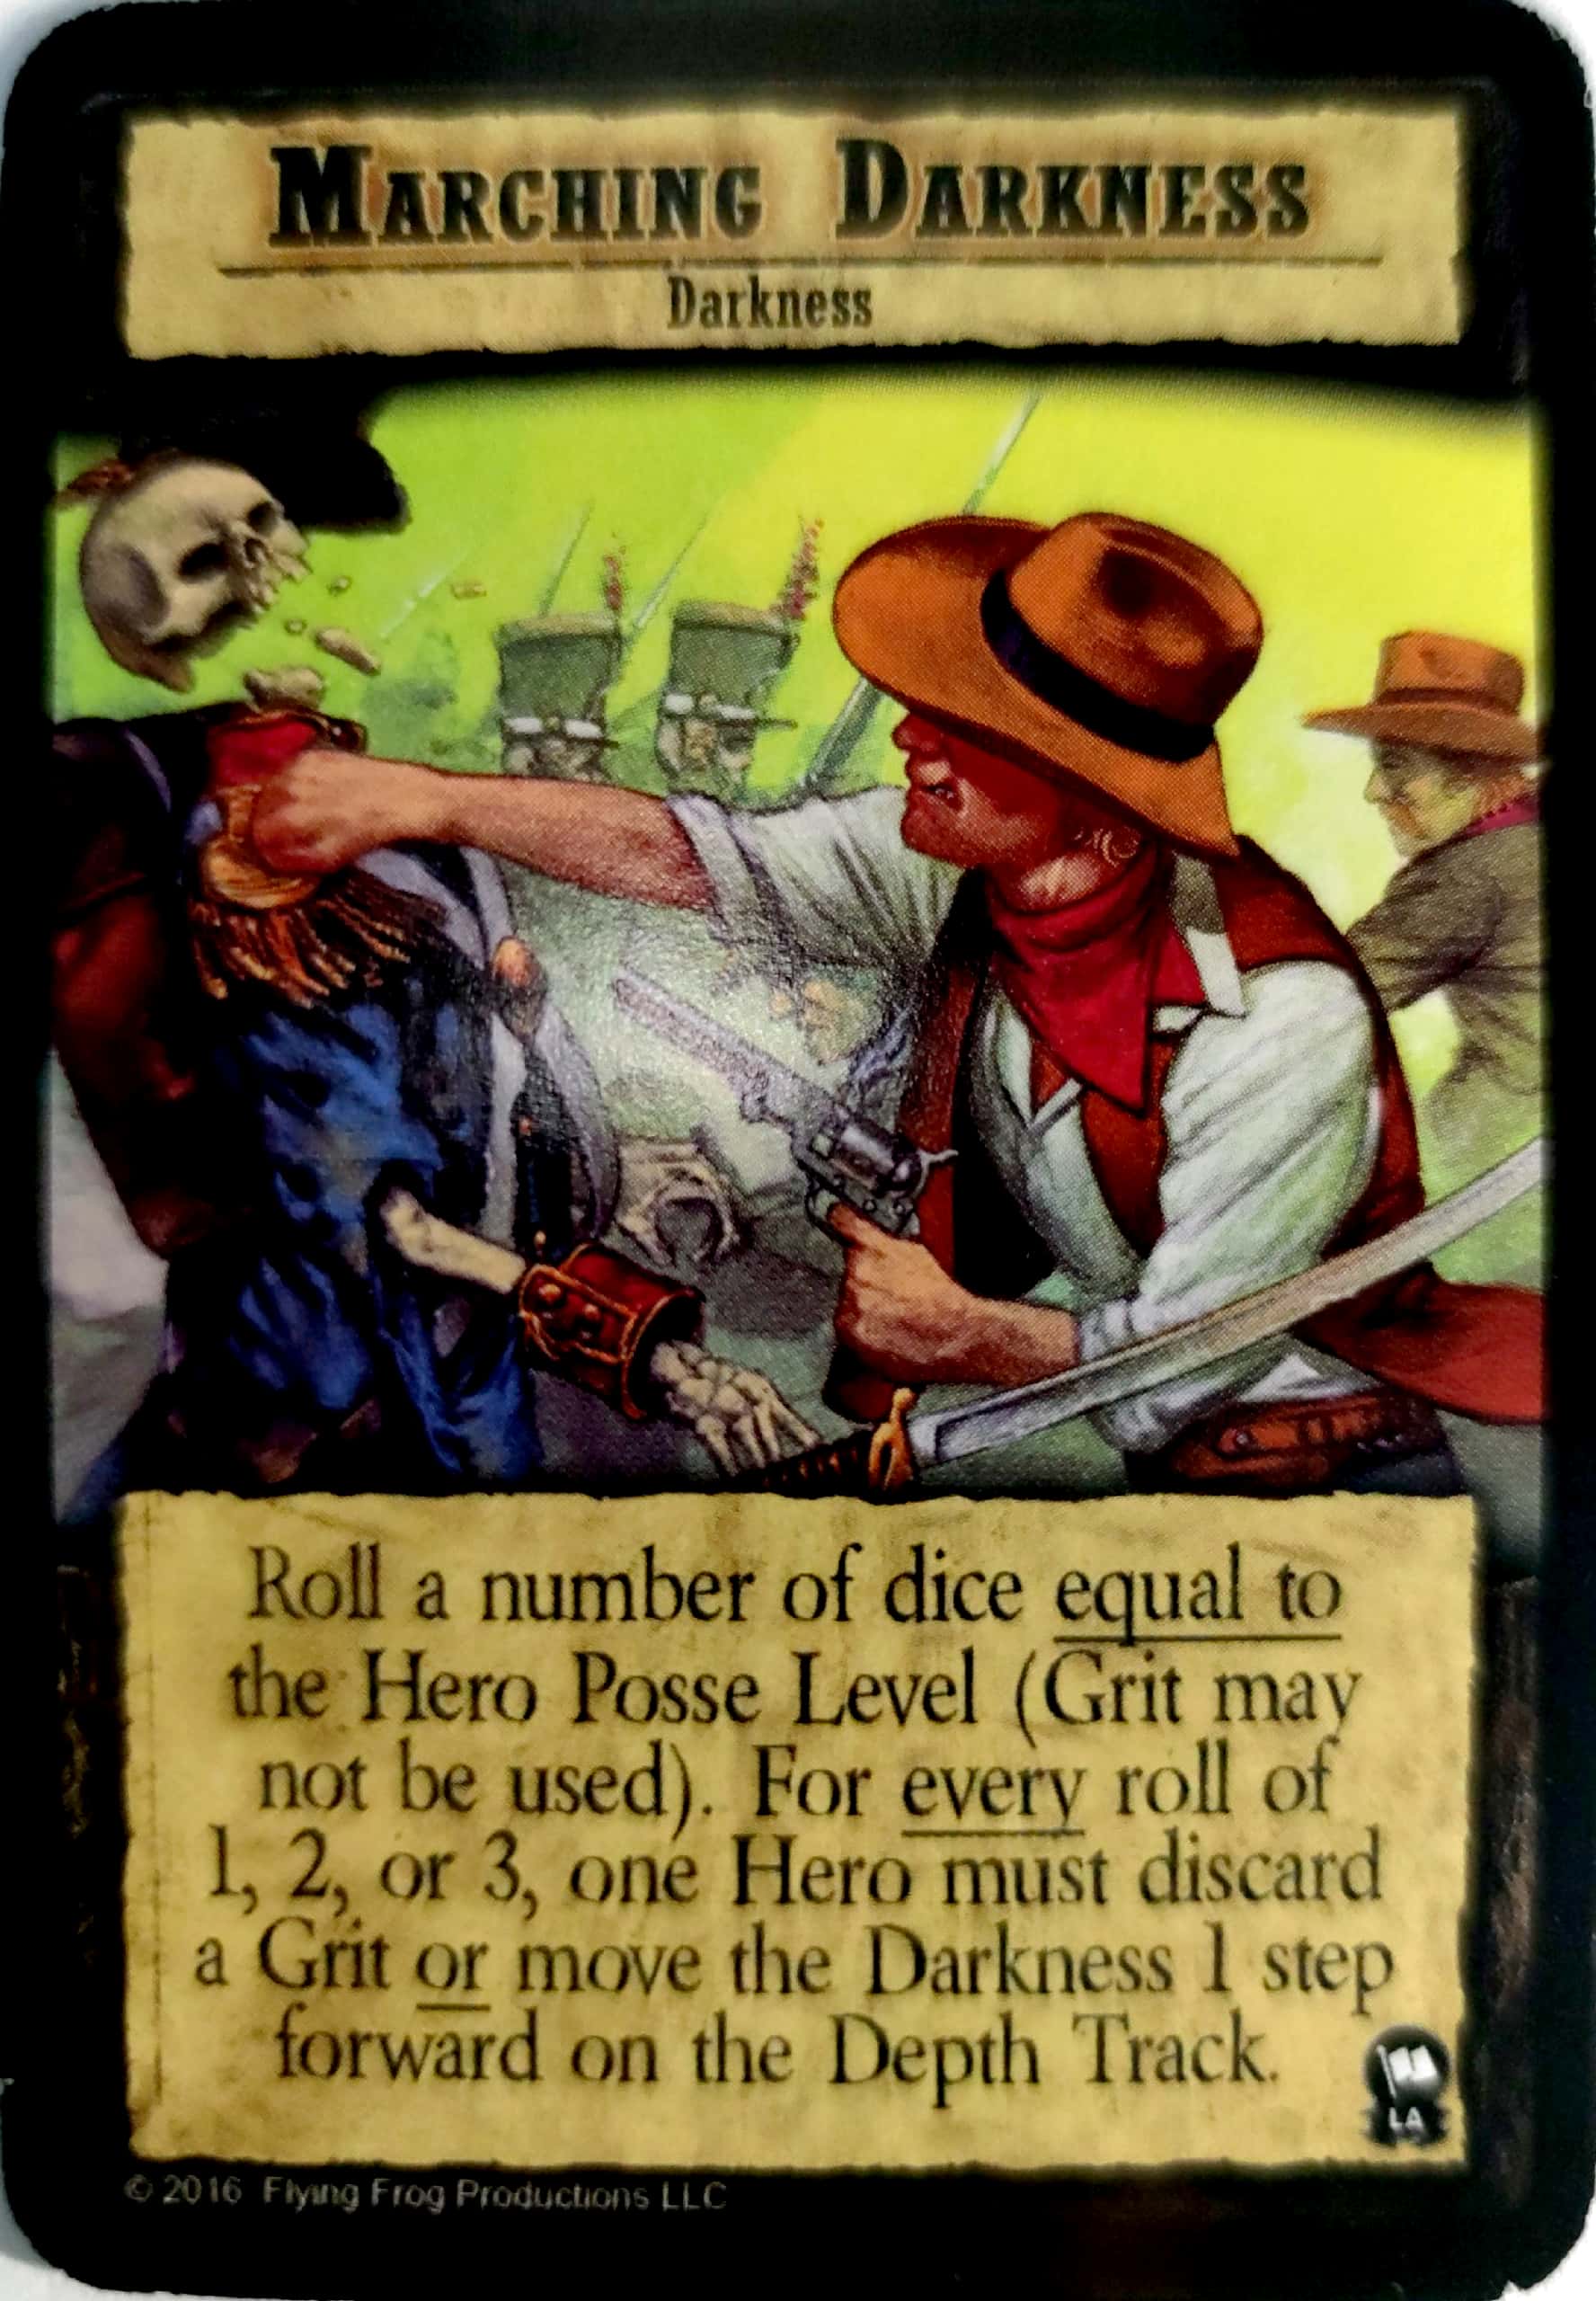 MARCHING DARKNESS
Darkness
Roll a number of dice equal to
the Hero Posse Level (Grit may
not be used). For every roll of
1, 2, or 3, one Hero must discard
a Grit or move the Darkness 1 step
forward on the Depth Track.
LA
© 2016 Flying Frog Productions LLC